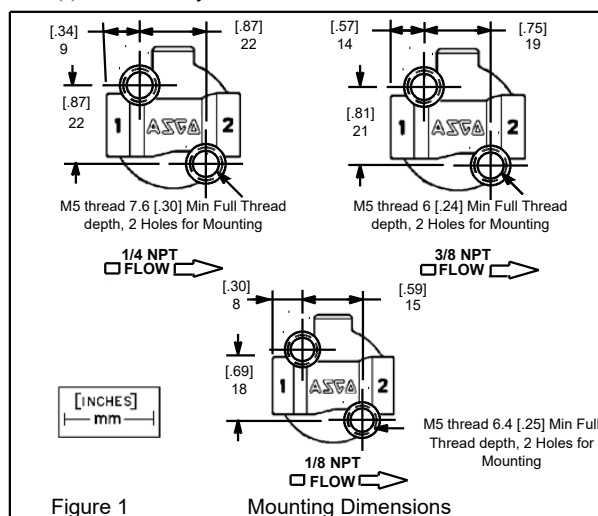 [.34]
9
[.87]
22
[.87]
22
1 ASCO 2
M5 thread 7.6 [.30] Min Full Thread
depth, 2 Holes for Mounting
1/4 NPT
FLOW
[.57]
14
[.75]
19
[.81]
21
1 ASCO 2
M5 thread 6 [.24] Min Full Thread
depth, 2 Holes for Mounting
3/8 NPT
FLOW
[.30]
8
[.59]
15
[.69]
18
1 ASCO 2
M5 thread 6.4 [.25] Min Full
Thread depth, 2 Holes for
Mounting
1/8 NPT
FLOW
[INCHES]
mm
Figure 1 Mounting Dimensions